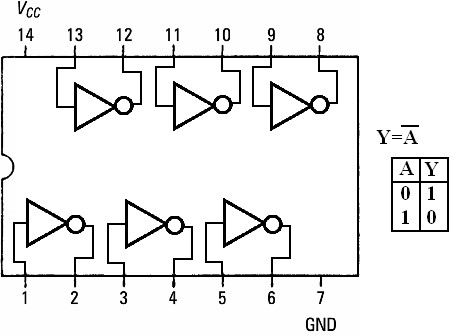 VCC
14 13 12 11 10 9 8
Y=A̅
A Y
0 1
1 0
1 2 3 4 5 6 7
GND